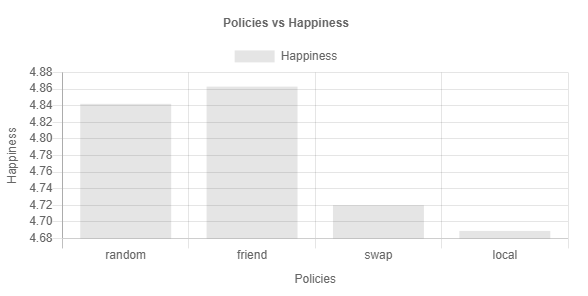 Policies vs Happiness
Happiness
4.88
4.86
4.84
4.82
4.80
4.78
4.76
4.74
4.72
4.70
4.68
Happiness
random friend swap local
Policies